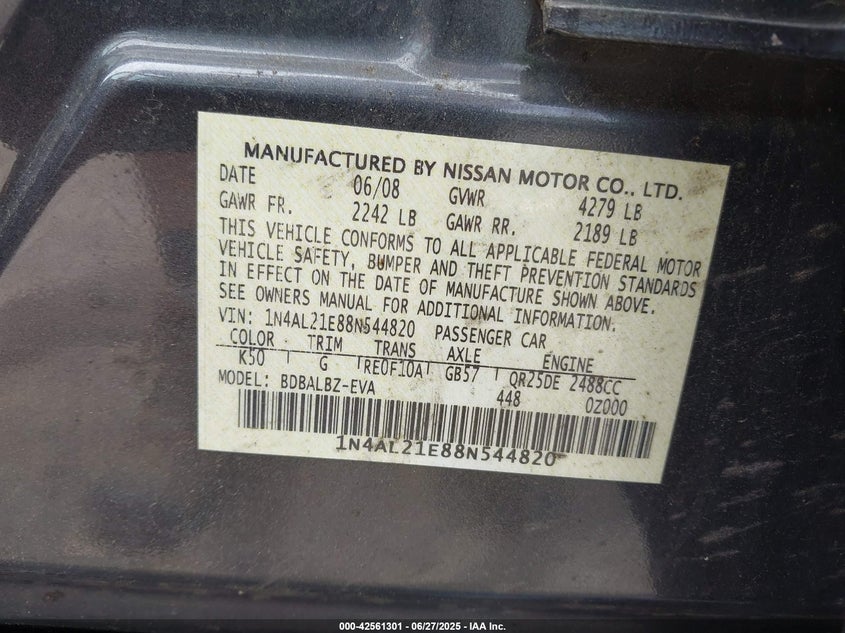 MANUFACTURED BY NISSAN MOTOR CO., LTD.
DATE 06/08 GVWR 4279 LB
GAWR FR. 2242 LB GAWR RR. 2189 LB
THIS VEHICLE CONFORMS TO ALL APPLICABLE FEDERAL MOTOR
VEHICLE SAFETY, BUMPER AND THEFT PREVENTION STANDARDS
IN EFFECT ON THE DATE OF MANUFACTURE SHOWN ABOVE.
SEE OWNERS MANUAL FOR ADDITIONAL INFORMATION.
VIN: 1N4AL21E88N544820 PASSENGER CAR
COLOR TRIM TRANS AXLE ENGINE
K50 G RE0F10A GB57 QR25DE 2488CC
MODEL: BDBALBZ-EVA 448 0Z000
1N4AL21E88N544820
000-42561301 - 06/27/2025 - IAA Inc.